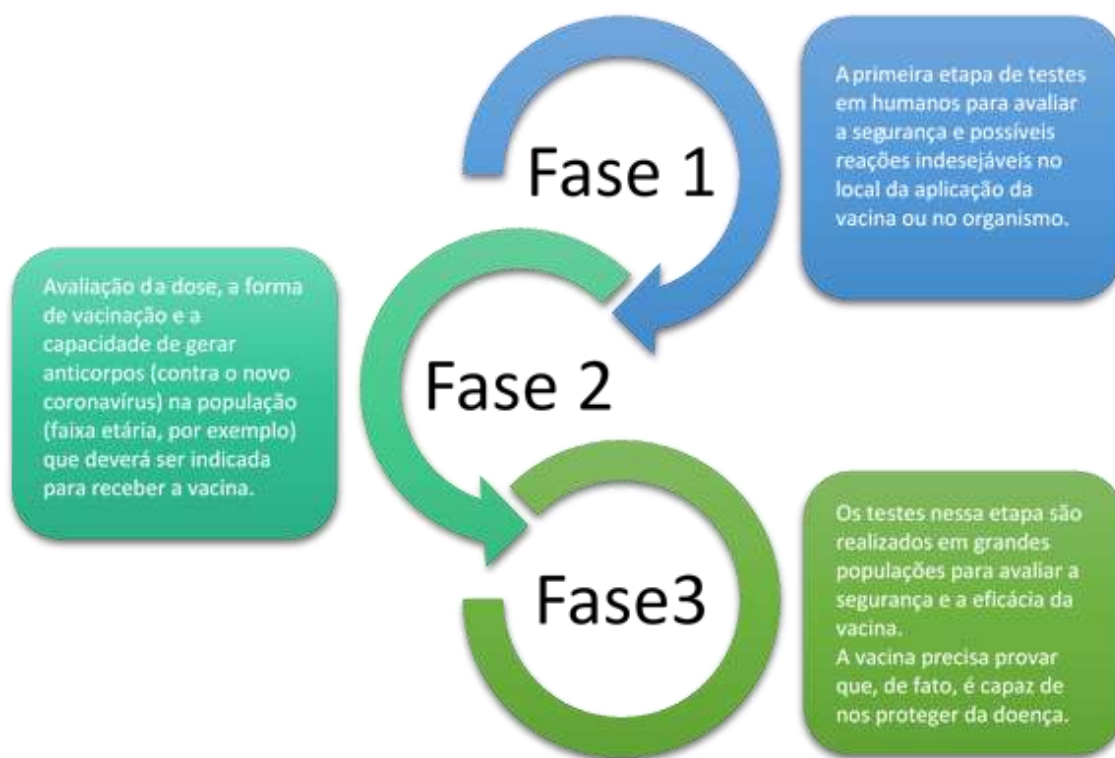 Fase 1
A primeira etapa de testes
em humanos para avaliar
a segurança e possíveis
reações indesejáveis no
local da aplicação da
vacina ou no organismo.
Fase 2
Avaliação da dose, a forma
de vacinação e a
capacidade de gerar
anticorpos (contra o novo
coronavírus) na população
(faixa etária, por exemplo)
que deverá ser indicada
para receber a vacina.
Fase3
Os testes nessa etapa são
realizados em grandes
populações para avaliar a
segurança e a eficácia da
vacina.
A vacina precisa provar
que, de fato, é capaz de
nos proteger da doença.